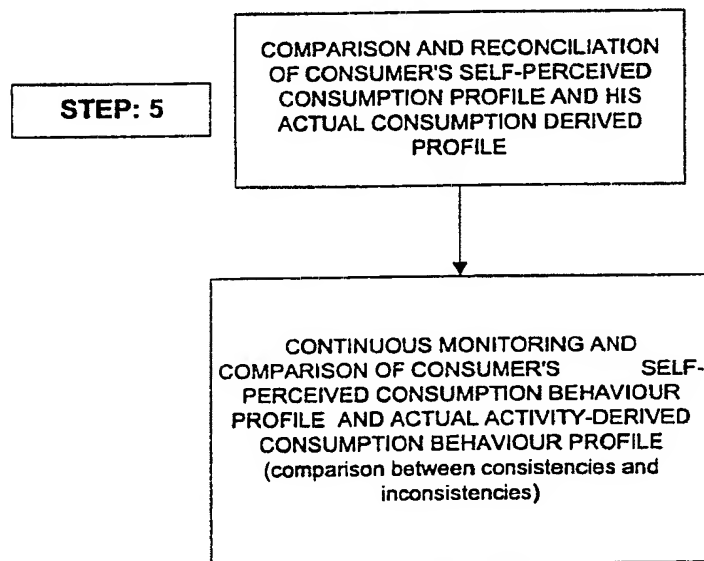 STEP: 5
COMPARISON AND RECONCILIATION
OF CONSUMER'S SELF-PERCEIVED
CONSUMPTION PROFILE AND HIS
ACTUAL CONSUMPTION DERIVED
PROFILE
CONTINUOUS MONITORING AND
COMPARISON OF CONSUMER'S SELF-
PERCEIVED CONSUMPTION BEHAVIOUR
PROFILE AND ACTUAL ACTIVITY-DERIVED
CONSUMPTION BEHAVIOUR PROFILE
(comparison between consistencies and
inconsistencies)